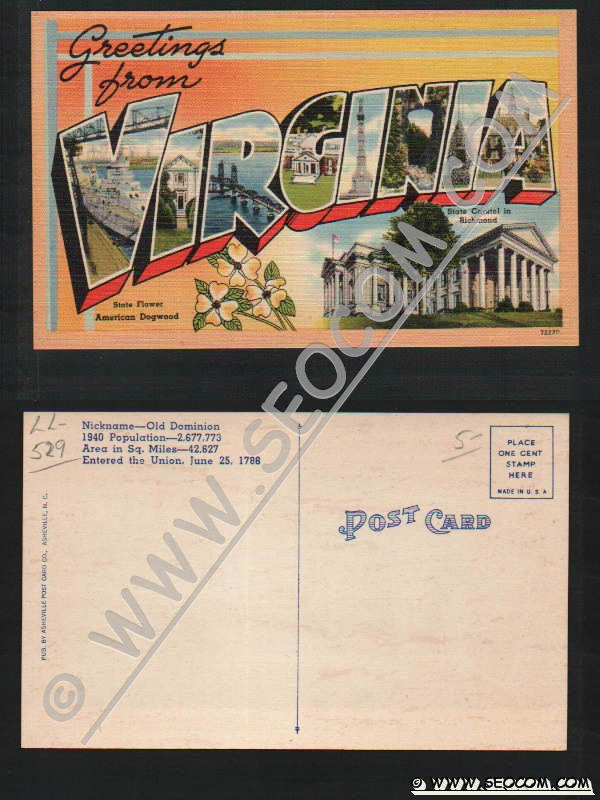 Greetings
from
VIRGINIA
State Capitol in
Richmond
State Flower
American Dogwood
LL-
529
Nickname—Old Dominion
1940 Population—2,677,773
Area in Sq. Miles—42,627
Entered the Union, June 25, 1788
5-
PLACE
ONE CENT
STAMP
HERE
MADE IN U.S.A
POST CARD
PUB. BY ASHEVILLE POST CARD CO., ASHEVILLE, N. C.
© WWW.SEOCOM.COM
© WWW.SEOCOM.COM